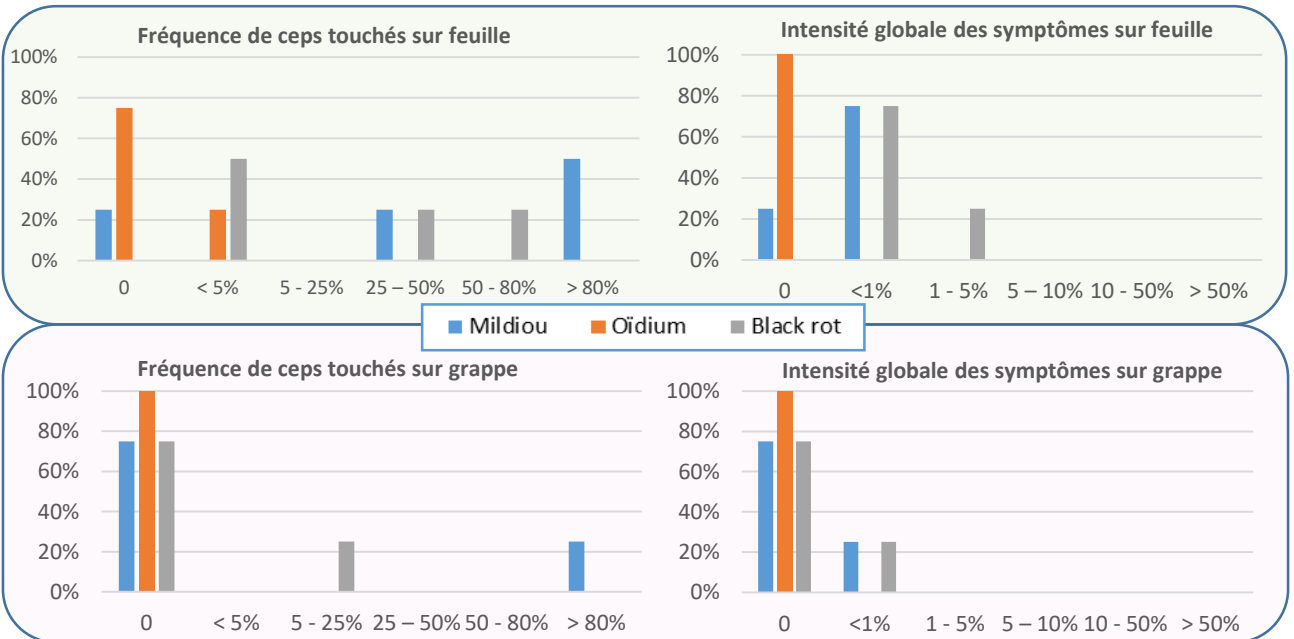 Fréquence de ceps touchés sur feuille
100%
80%
60%
40%
20%
0%
0 < 5% 5 - 25% 25 – 50% 50 - 80% > 80%
Intensité globale des symptômes sur feuille
100%
80%
60%
40%
20%
0%
0 <1% 1 - 5% 5 – 10% 10 - 50% > 50%
Mildiou Oïdium Black rot
Fréquence de ceps touchés sur grappe
100%
80%
60%
40%
20%
0%
0 < 5% 5 - 25% 25 – 50% 50 - 80% > 80%
Intensité globale des symptômes sur grappe
100%
80%
60%
40%
20%
0%
0 <1% 1 - 5% 5 – 10% 10 - 50% > 50%